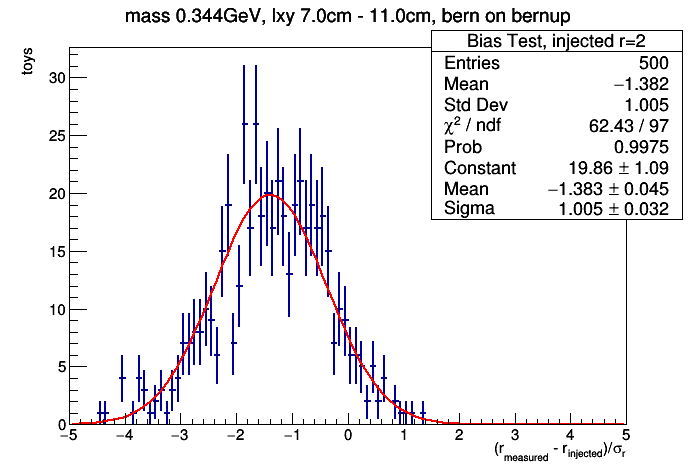 mass 0.344GeV, lxy 7.0cm - 11.0cm, bern on bernup
Bias Test, injected r=2
Entries 500
Mean −1.382
Std Dev 1.005
χ² / ndf 62.43 / 97
Prob 0.9975
Constant 19.86 ± 1.09
Mean −1.383 ± 0.045
Sigma 1.005 ± 0.032
toys
30
25
20
15
10
5
0
−5 −4 −3 −2 −1 0 1 2 3 4 5
(r_measured - r_injected)/σ_r